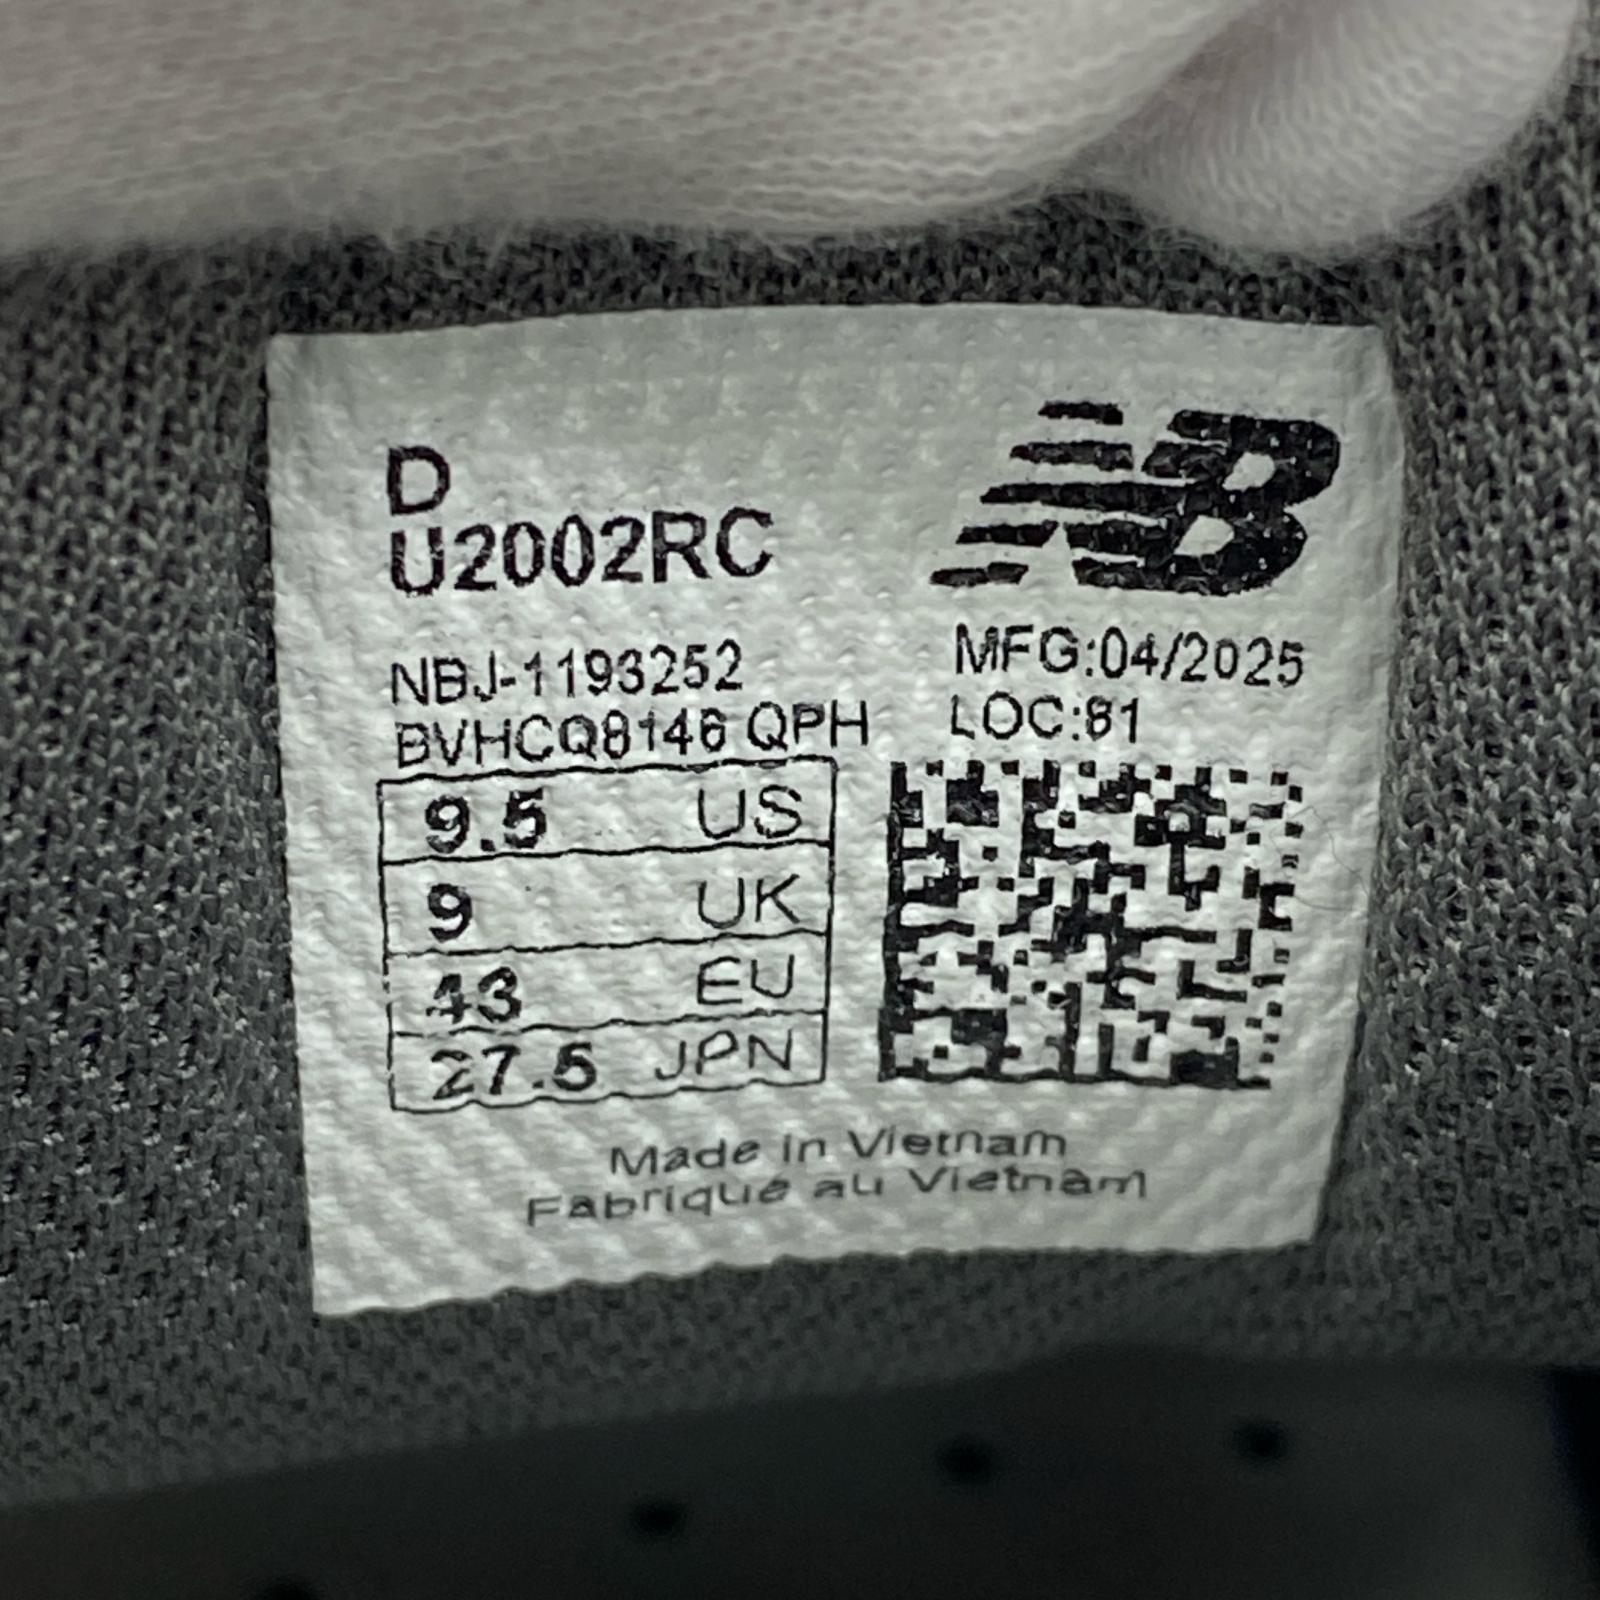 D
U2002RC
NB
NBJ-1193252
MFG:04/2025
BVHCQ8146 QPH
LOC:81
9.5 US
9 UK
43 EU
27.5 JPN
Made in Vietnam
Fabriqué au Vietnam